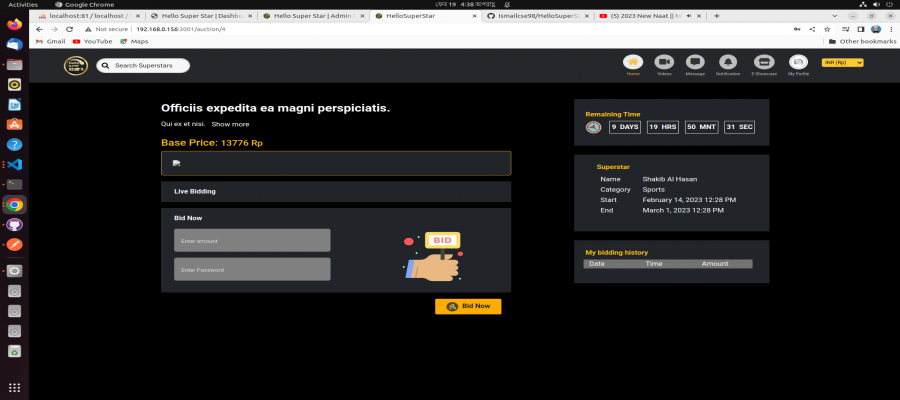 Activities
Google Chrome
19 4:38
localhost:81 / localhost /
Hello Super Star | Dashb
Hello Super Star | Admin
HelloSuperStar
Ismailcse98/HelloSuper
(5) 2023 New Naat || M
Not secure | 192.168.0.156:3001/auction/4
Gmail
YouTube
Maps
Other bookmarks
Search Superstars
Home
Videos
Message
Notification
E-Showcase
My Porfile
INR (Rp)
Officiis expedita ea magni perspiciatis.
Qui ex et nisi. Show more
Base Price: 13776 Rp
Live Bidding
Bid Now
Enter amount
Enter Password
BID
Bid Now
Remaining Time
9 DAYS
19 HRS
50 MNT
31 SEC
Superstar
Name Shakib Al Hasan
Category Sports
Start February 14, 2023 12:28 PM
End March 1, 2023 12:28 PM
My bidding history
Date Time Amount